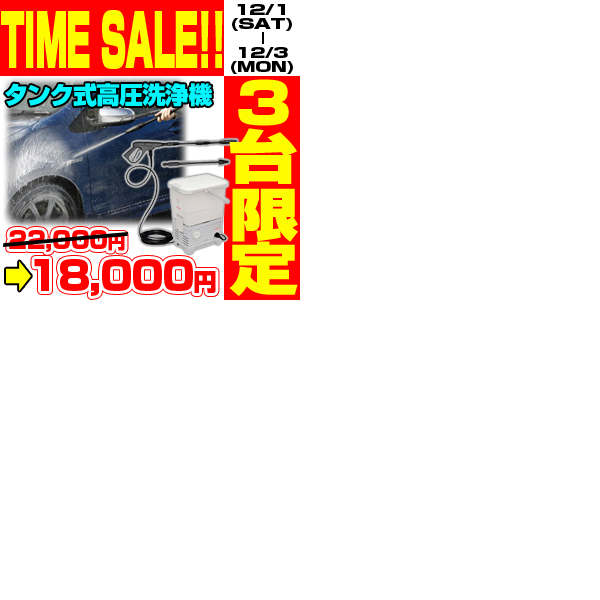 TIME SALE!!
12/1
(SAT)
|
12/3
(MON)
タンク式高圧洗浄機
3台限定
22,000円
⇨18,000円